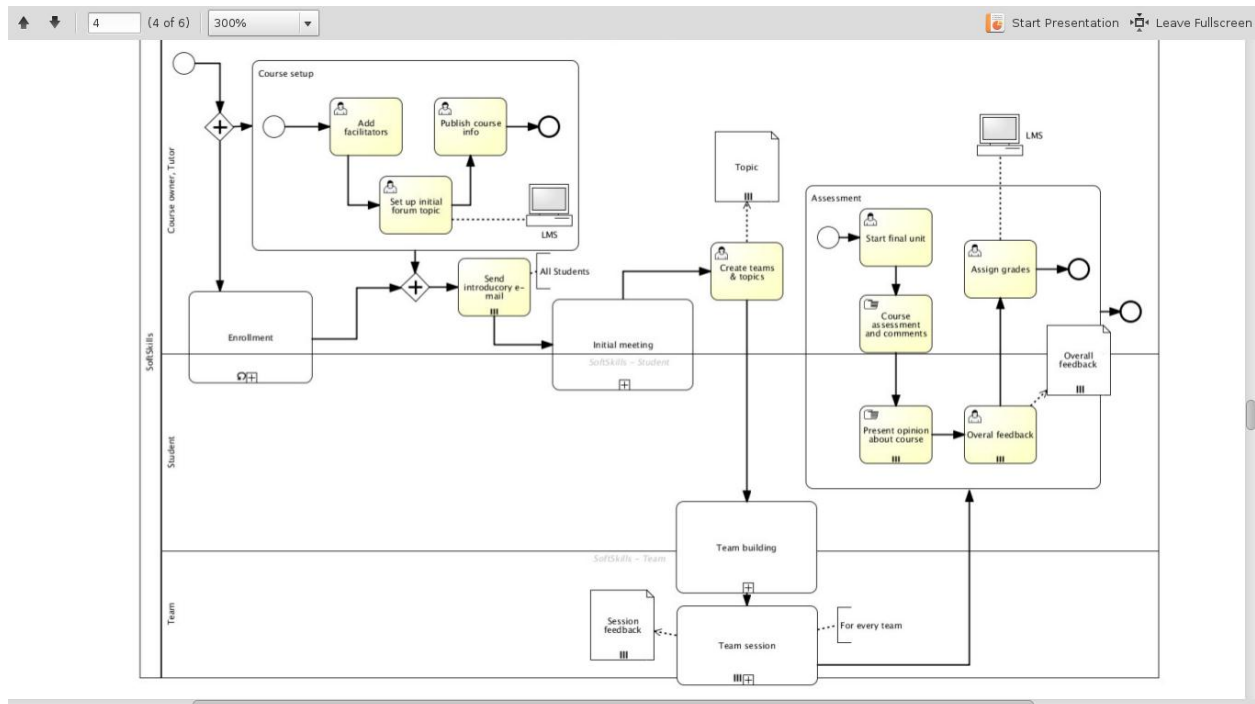 4
(4 of 6)
300%
Start Presentation
Leave Fullscreen
SoftSkills
Course owner, Tutor
Course setup
Add
facilitators
Publish course
info
Set up initial
forum topic
LMS
Enrollment
Send
introducory e-
mail
All Students
Initial meeting
SoftSkills - Student
Topic
Create teams
& topics
LMS
Assessment
Start final unit
Assign grades
Course
assessment
and comments
Overall
feedback
Student
Present opinion
about course
Overal feedback
Team building
SoftSkills - Team
Team
Session
feedback
For every team
Team session